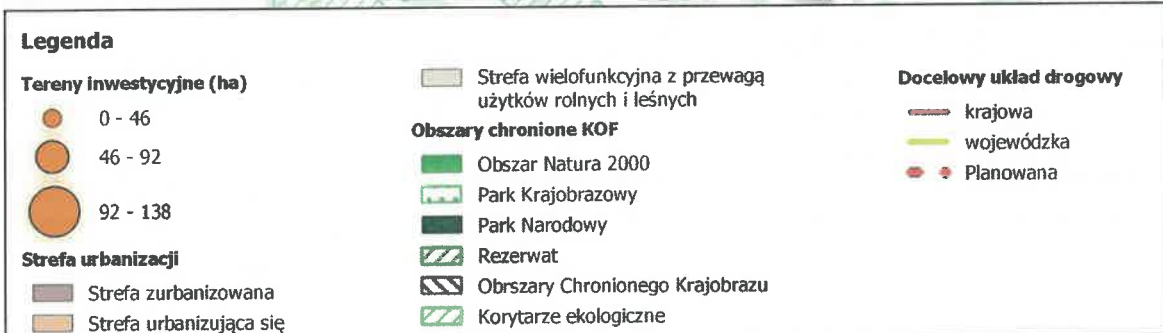 Legenda
Tereny inwestycyjne (ha)
0 - 46
46 - 92
92 - 138
Strefa urbanizacji
Strefa zurbanizowana
Strefa urbanizująca się
Strefa wielofunkcyjna z przewagą
użytków rolnych i leśnych
Obszary chronione KOF
Obszar Natura 2000
Park Krajobrazowy
Park Narodowy
Rezerwat
Obrszary Chronionego Krajobrazu
Korytarze ekologiczne
Docelowy układ drogowy
krajowa
wojewódzka
Planowana